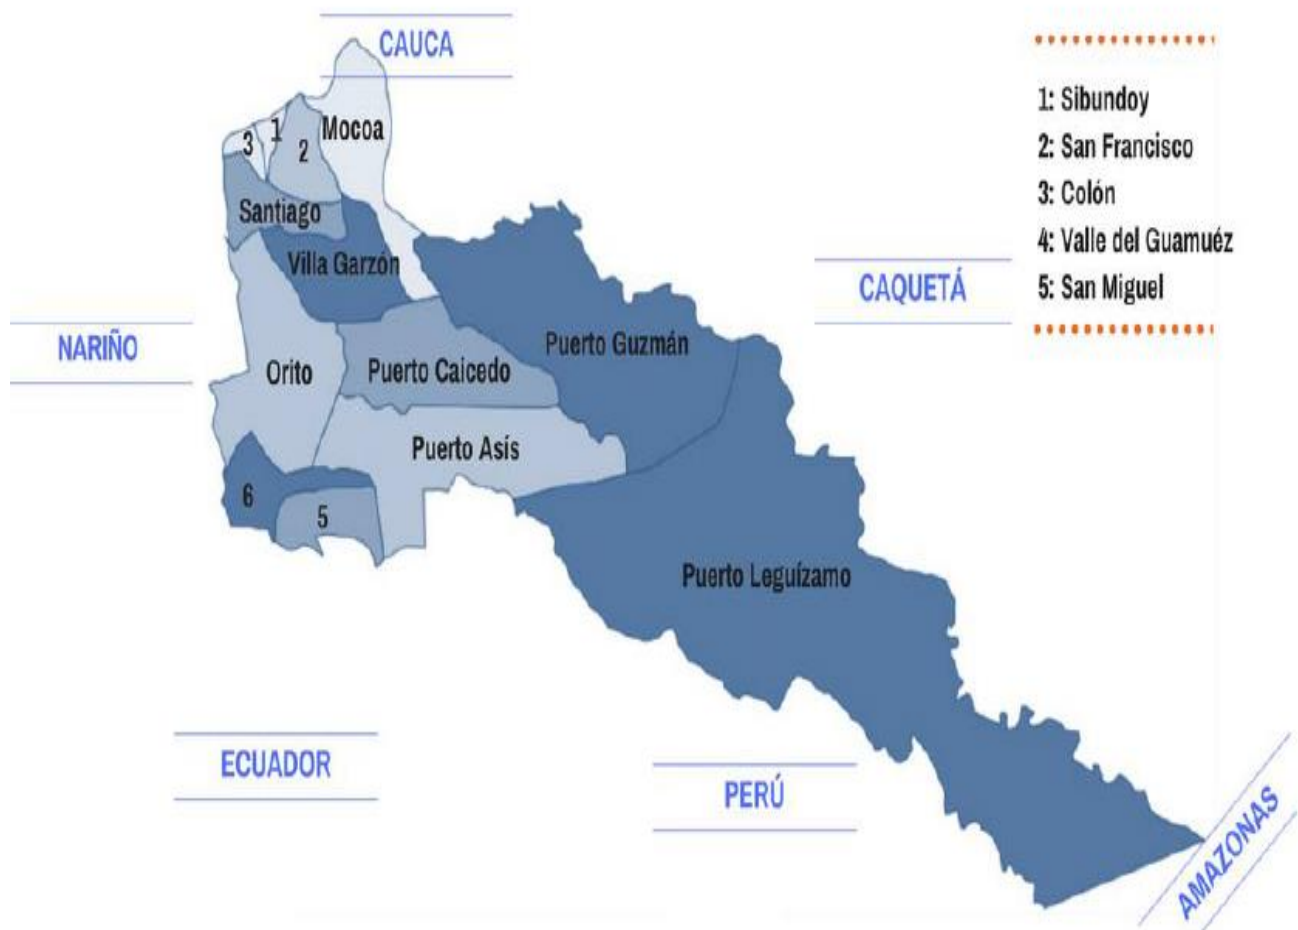 CAUCA
1: Sibundoy
2: San Francisco
3: Colón
4: Valle del Guamuéz
5: San Miguel
Mocoa
1
2
3
Santiago
Villa Garzón
CAQUETÁ
NARIÑO
Puerto Guzmán
Orito
Puerto Caicedo
Puerto Asís
6
5
Puerto Leguízamo
ECUADOR
PERÚ
AMAZONAS